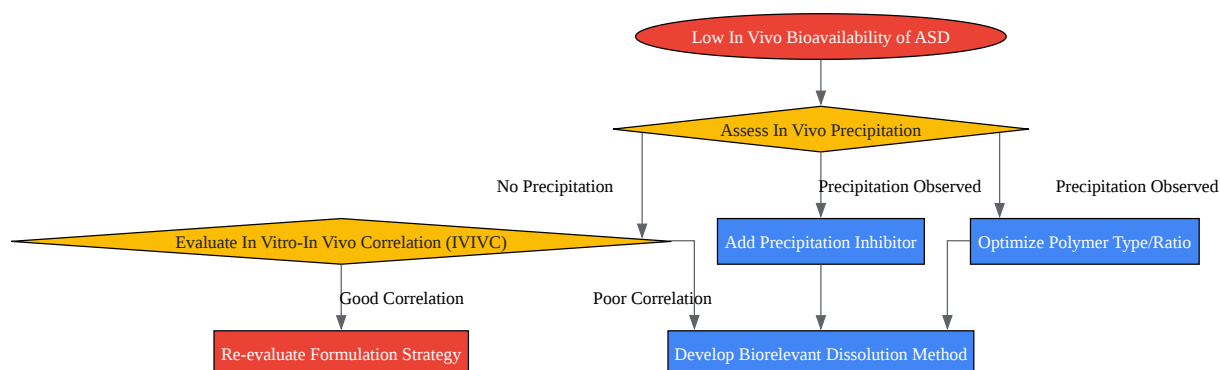 Low In Vivo Bioavailability of ASD
Assess In Vivo Precipitation
No Precipitation
Precipitation Observed
Precipitation Observed
Evaluate In Vitro-In Vivo Correlation (IVIVC)
Add Precipitation Inhibitor
Optimize Polymer Type/Ratio
Good Correlation
Poor Correlation
Re-evaluate Formulation Strategy
Develop Biorelevant Dissolution Method